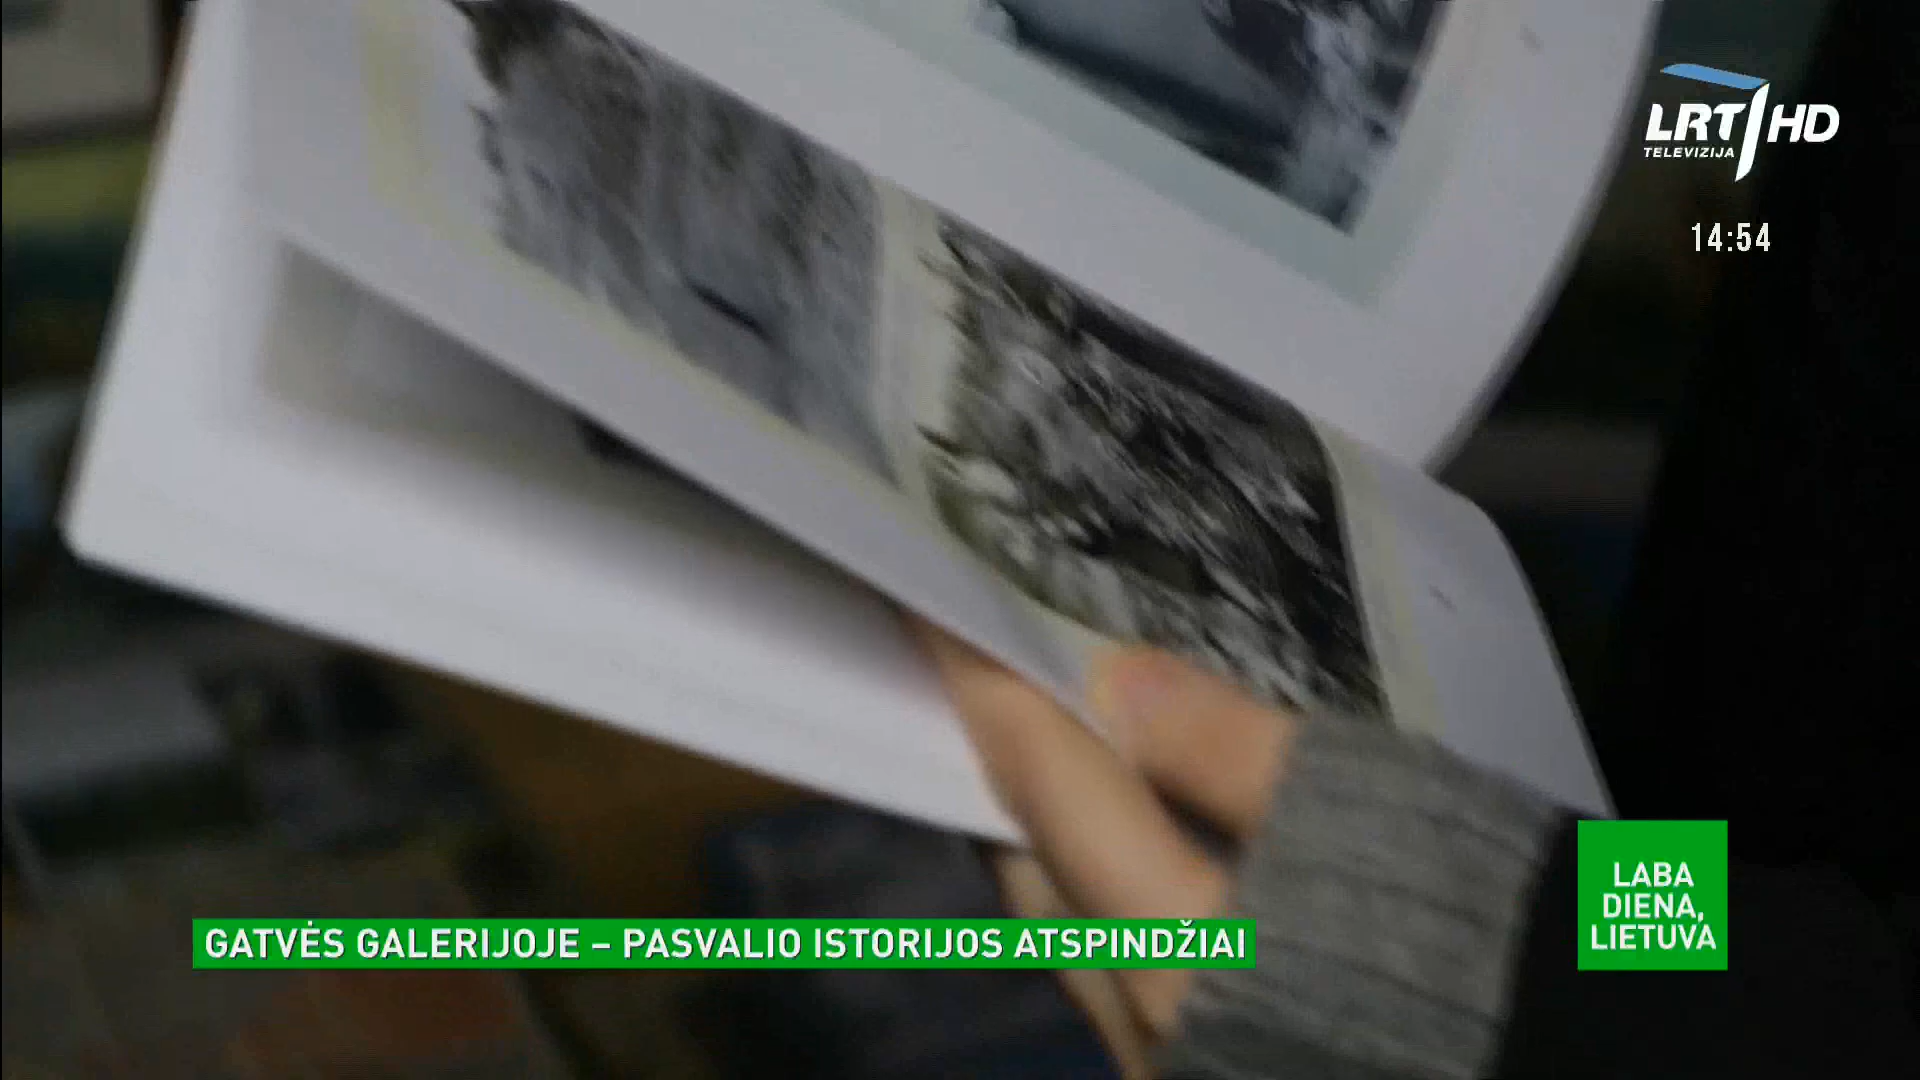 LRT HD
TELEVIZIJA
14:54
LABA
DIENA,
LIETUVA
GATVĖS GALERIJOJE – PASVALIO ISTORIJOS ATSPINDŽIAI